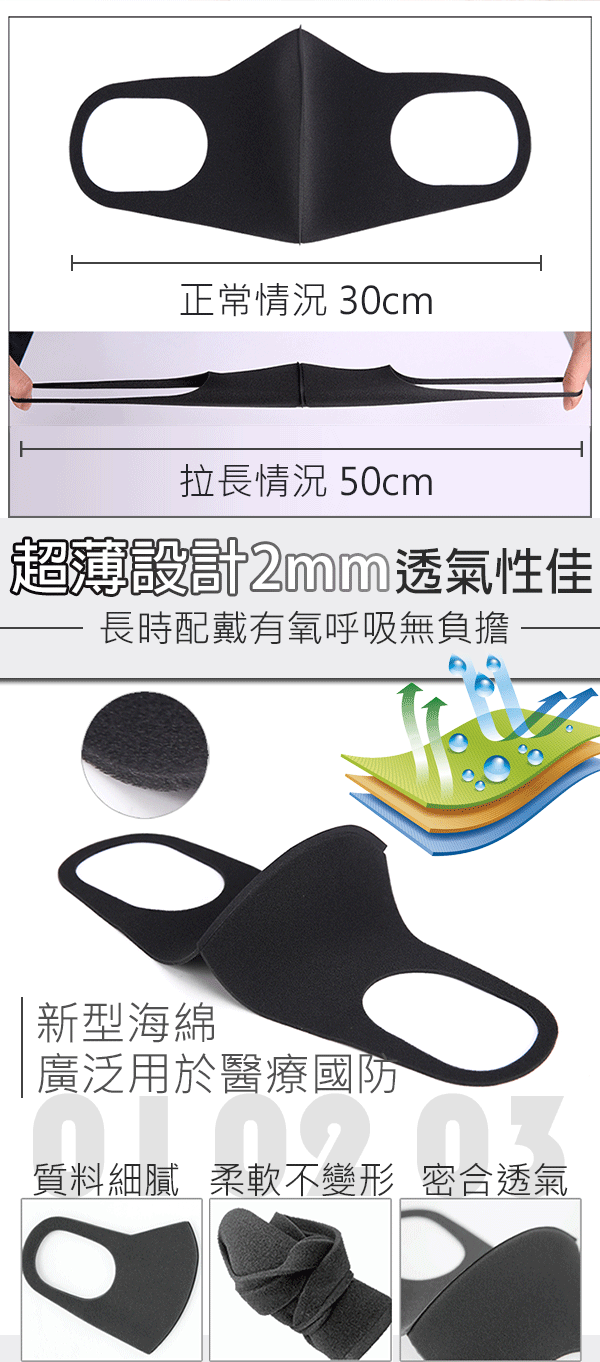 正常情況 30cm
拉長情況 50cm
超薄設計2mm透氣性佳
長時配戴有氧呼吸無負擔
新型海綿
廣泛用於醫療國防
01 02 03
質料細膩 柔軟不變形 密合透氣